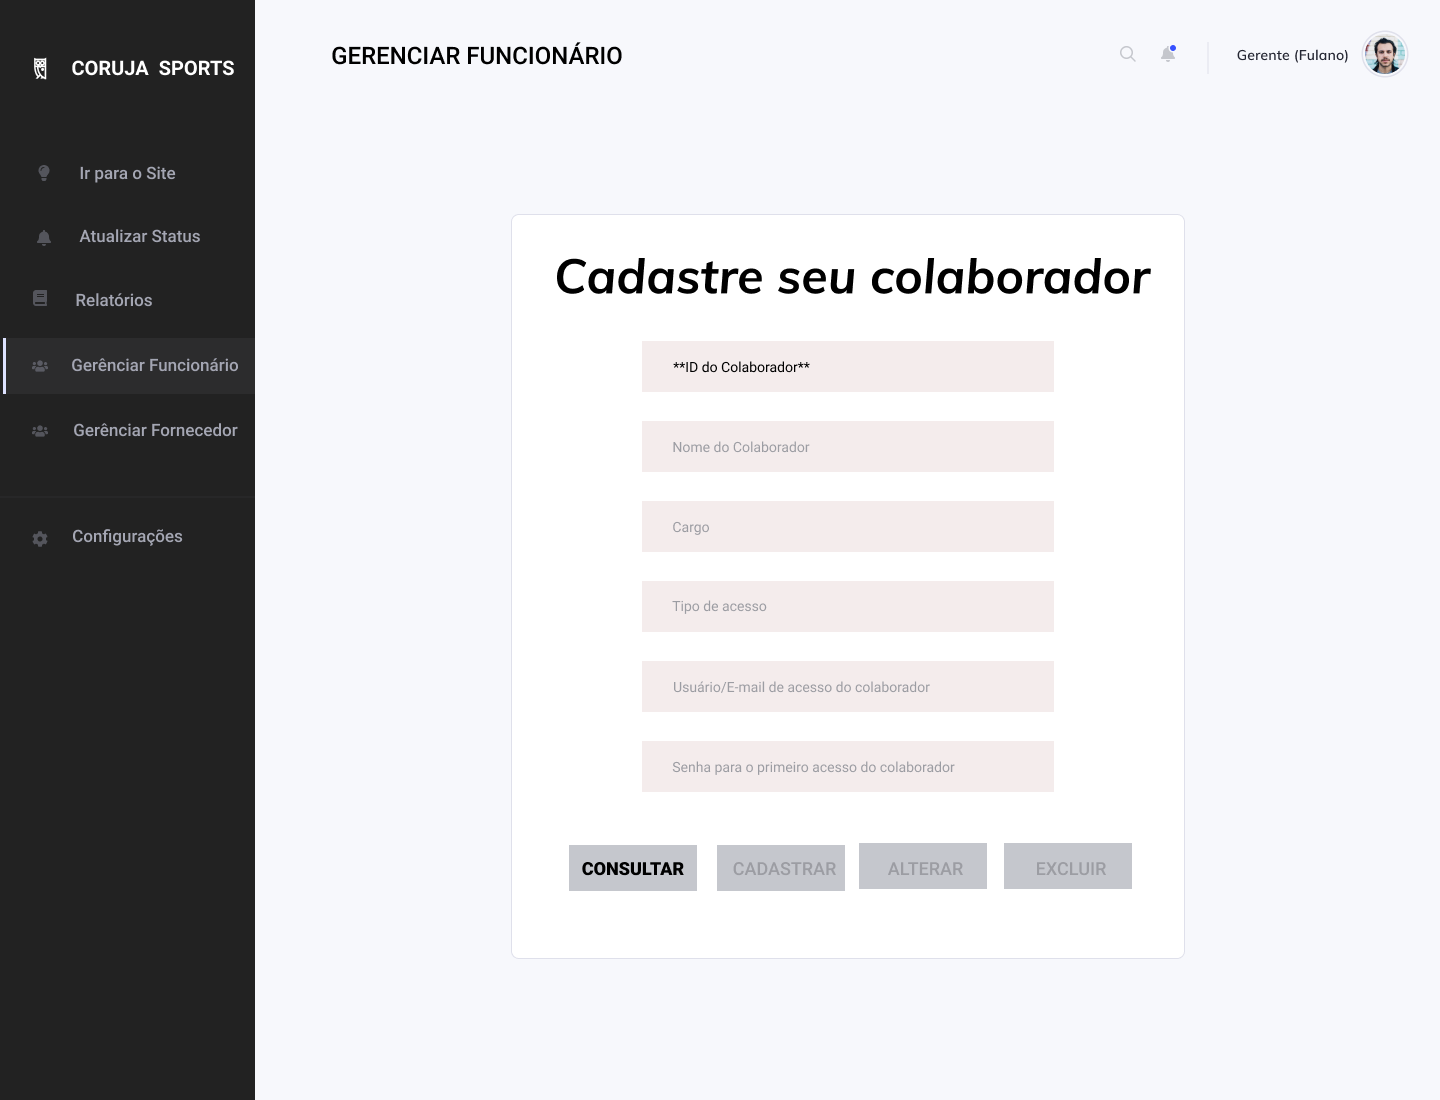 CORUJA SPORTS
Ir para o Site
Atualizar Status
Relatórios
Gerênciar Funcionário
Gerênciar Fornecedor
Configurações
GERENCIAR FUNCIONÁRIO
Gerente (Fulano)
Cadastre seu colaborador
**ID do Colaborador**
Nome do Colaborador
Cargo
Tipo de acesso
Usuário/E-mail de acesso do colaborador
Senha para o primeiro acesso do colaborador
CONSULTAR CADASTRAR ALTERAR EXCLUIR